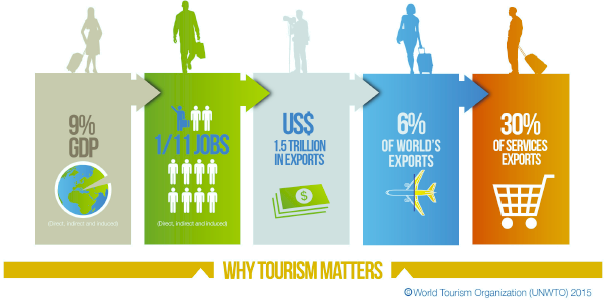 9%
GDP
(Direct, indirect and induced)
1/11 JOBS
(Direct, indirect and induced)
US$
1.5 TRILLION
IN EXPORTS
$
6%
OF WORLD'S
EXPORTS
30%
OF SERVICES
EXPORTS
WHY TOURISM MATTERS
© World Tourism Organization (UNWTO) 2015